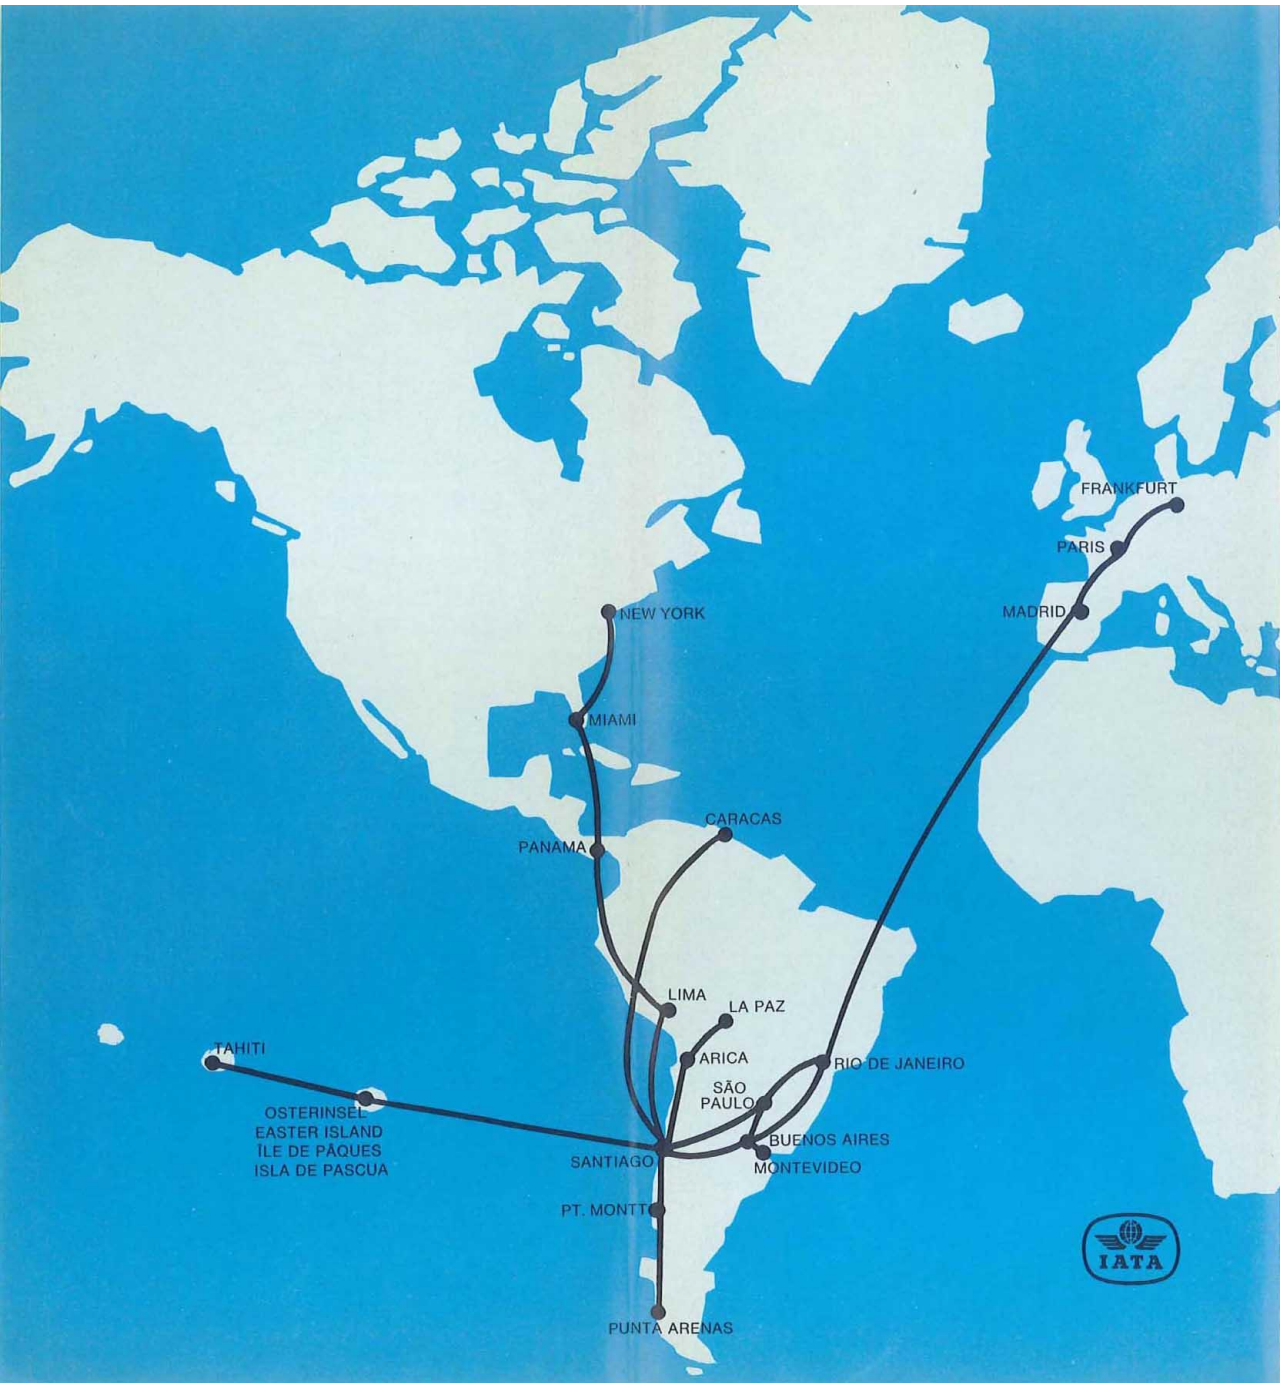 FRANKFURT
PARIS
MADRID
NEW YORK
MIAMI
CARACAS
PANAMA
LIMA
LA PAZ
TAHITI
ARICA
RIO DE JANEIRO
SÃO
PAULO
OSTERINSEL
EASTER ISLAND
ÎLE DE PÂQUES
ISLA DE PASCUA
BUENOS AIRES
SANTIAGO
MONTEVIDEO
PT. MONTT
IATA
PUNTA ARENAS